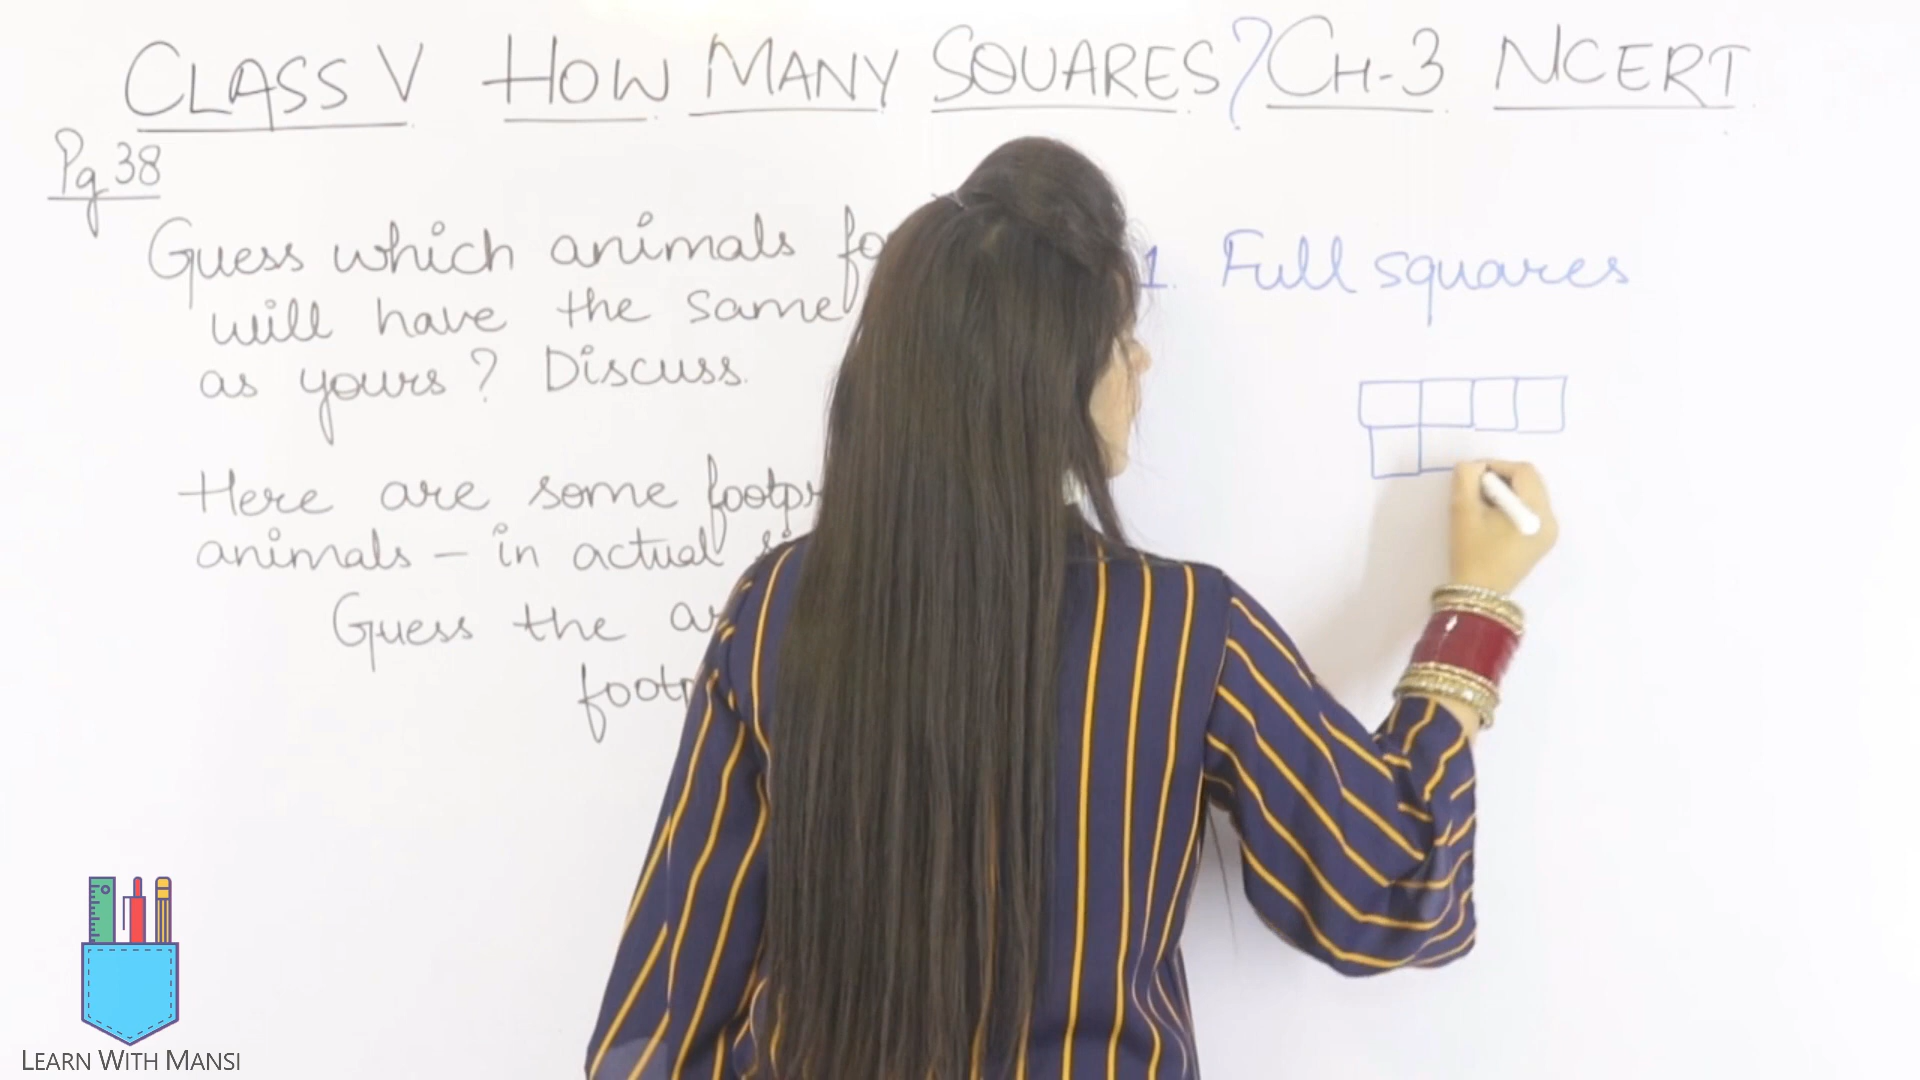 CLASS V HOW MANY SQUARES? CH-3 NCERT
Pg 38
Guess which animals
will have the same
as yours? Discuss.
Here are some
animals - in actual
Guess the
1. Full squares
LEARN WITH MANSI